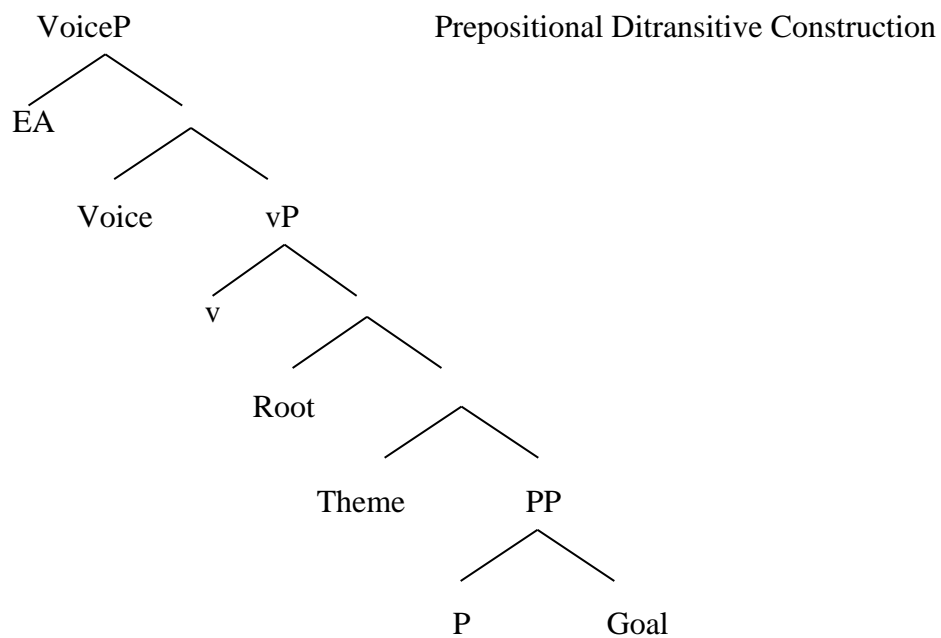 VoiceP Prepositional Ditransitive Construction
EA
Voice vP
v
Root
Theme PP
P Goal